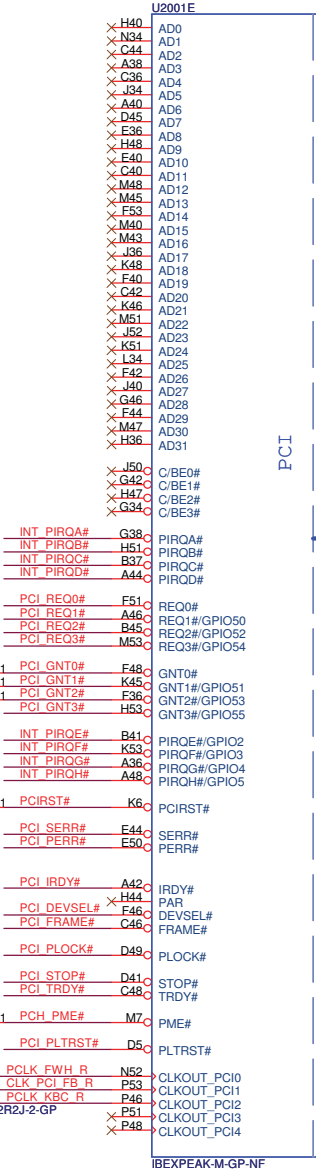 U2001E
H40 AD0
N34 AD1
C44 AD2
A38 AD3
C36 AD4
J34 AD5
A40 AD6
D45 AD7
E36 AD8
H48 AD9
E40 AD10
C40 AD11
M48 AD12
M45 AD13
F53 AD14
M40 AD15
M43 AD16
J36 AD17
K48 AD18
F40 AD19
C42 AD20
K46 AD21
M51 AD22
J52 AD23
K51 AD24
L34 AD25
F42 AD26
J40 AD27
G46 AD28
F44 AD29
M47 AD30
H36 AD31
PCI
J50 C/BE0#
G42 C/BE1#
H47 C/BE2#
G34 C/BE3#
INT_PIRQA# G38 PIRQA#
INT_PIRQB# H51 PIRQB#
INT_PIRQC# B37 PIRQC#
INT_PIRQD# A44 PIRQD#
PCI_REQ0# F51 REQ0#
PCI_REQ1# A46 REQ1#/GPIO50
PCI_REQ2# B45 REQ2#/GPIO52
PCI_REQ3# M53 REQ3#/GPIO54
1 PCI_GNT0# F48 GNT0#
1 PCI_GNT1# K45 GNT1#/GPIO51
1 PCI_GNT2# F36 GNT2#/GPIO53
PCI_GNT3# H53 GNT3#/GPIO55
INT_PIRQE# B41 PIRQE#/GPIO2
INT_PIRQF# K53 PIRQF#/GPIO3
INT_PIRQG# A36 PIRQG#/GPIO4
INT_PIRQH# A48 PIRQH#/GPIO5
1 PCIRST# K6 PCIRST#
PCI_SERR# E44 SERR#
PCI_PERR# E50 PERR#
PCI_IRDY# A42 IRDY#
H44 PAR
PCI_DEVSEL# F46 DEVSEL#
PCI_FRAME# C46 FRAME#
PCI_PLOCK# D49 PLOCK#
PCI_STOP# D41 STOP#
PCI_TRDY# C48 TRDY#
1 PCH_PME# M7 PME#
PCI_PLTRST# D5 PLTRST#
PCLK_FWH_R N52 CLKOUT_PCI0
CLK_PCI_FB_R P53 CLKOUT_PCI1
PCLK_KBC_R P46 CLKOUT_PCI2
2R2J-2-GP P51 CLKOUT_PCI3
P48 CLKOUT_PCI4
IBEXPEAK-M-GP-NF